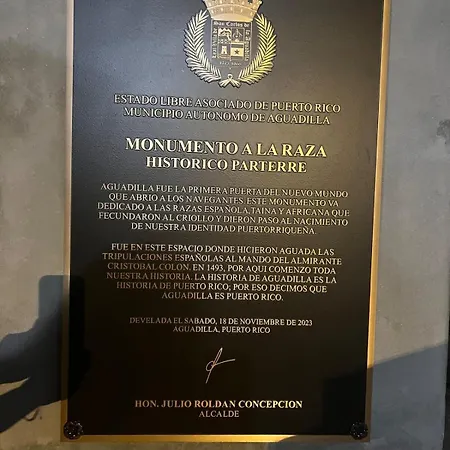 San Carlos de
ESTADO LIBRE ASOCIADO DE PUERTO RICO
MUNICIPIO AUTONOMO DE AGUADILLA
MONUMENTO A LA RAZA
HISTORICO PARTERRE
AGUADILLA FUE LA PRIMERA PUERTA DEL NUEVO MUNDO
QUE ABRIO A LOS NAVEGANTES. ESTE MONUMENTO VA
DEDICADO A LAS RAZAS ESPAÑOLA, TAINA Y AFRICANA QUE
FECUNDARON AL CRIOLLO Y DIERON PASO AL NACIMIENTO
DE NUESTRA IDENTIDAD PUERTORRIQUEÑA.
FUE EN ESTE ESPACIO DONDE HICIERON AGUADA LAS
TRIPULACIONES ESPAÑOLAS AL MANDO DEL ALMIRANTE
CRISTOBAL COLON. EN 1493, POR AQUI COMENZO TODA
NUESTRA HISTORIA. LA HISTORIA DE AGUADILLA ES LA
HISTORIA DE PUERTO RICO; POR ESO DECIMOS QUE
AGUADILLA ES PUERTO RICO.
DEVELADA EL SABADO, 18 DE NOVIEMBRE DE 2023
AGUADILLA, PUERTO RICO
HON. JULIO ROLDAN CONCEPCION
ALCALDE